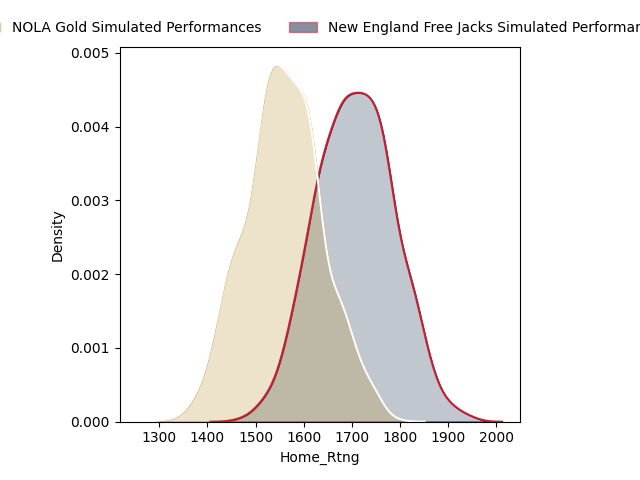 NOLA Gold Simulated Performances
New England Free Jacks Simulated
0.005
0.004
0.003
0.002
0.001
0.000
Density
1300 1400 1500 1600 1700 1800 1900 2000
Home_Rtng